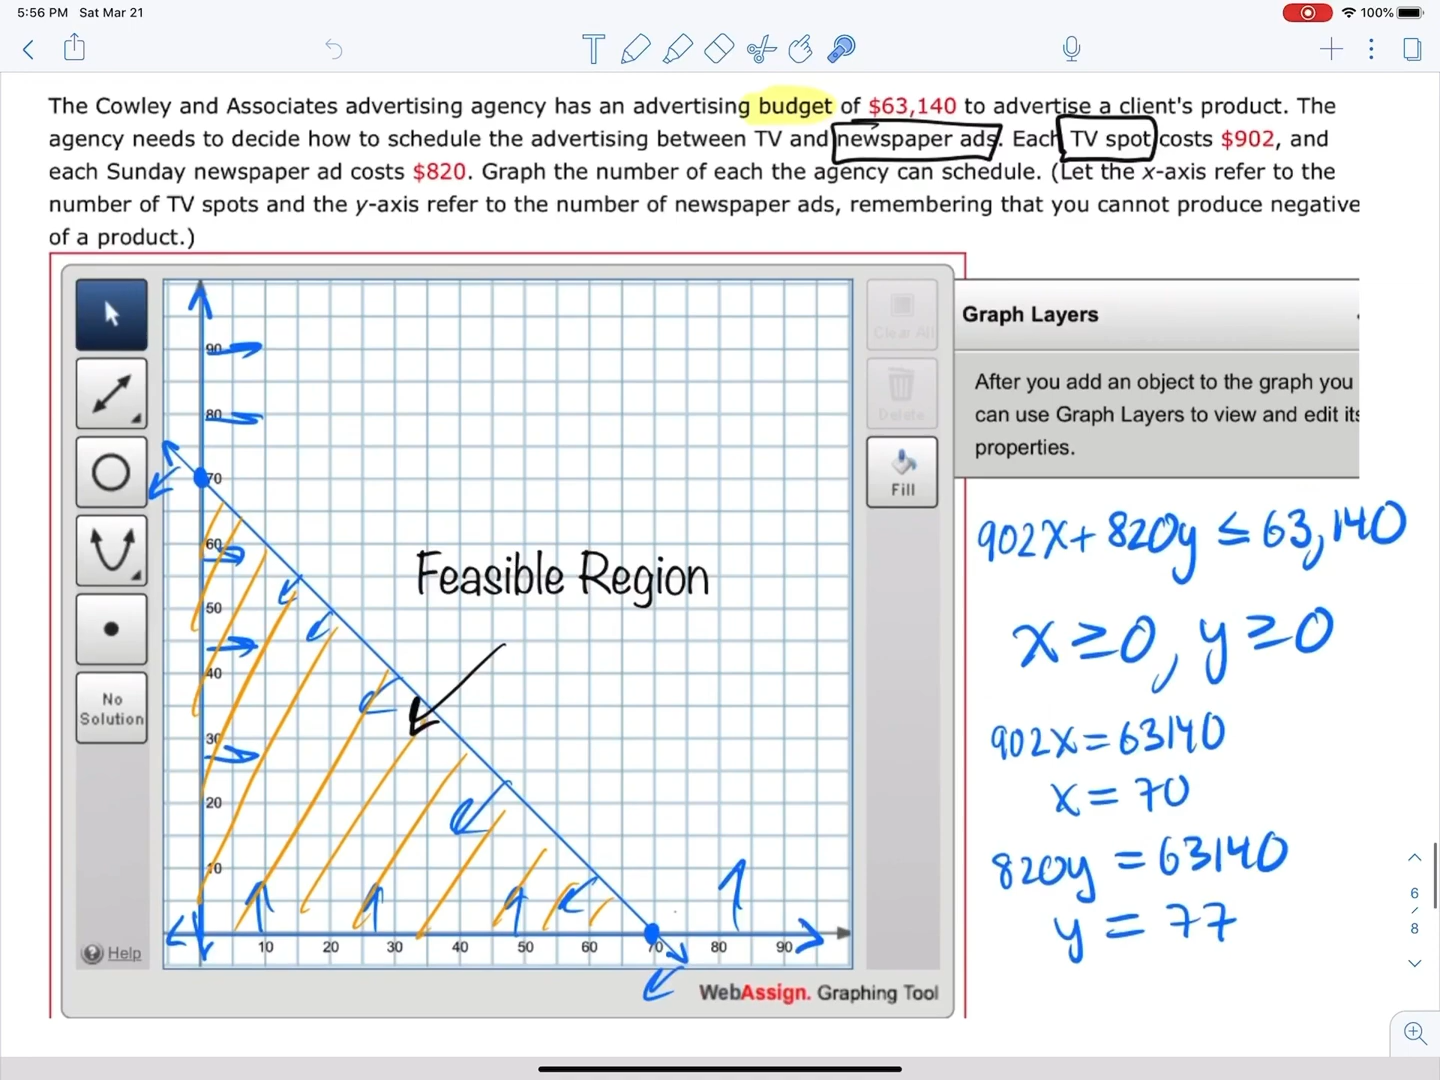 5:56 PM Sat Mar 21
100%
The Cowley and Associates advertising agency has an advertising budget of $63,140 to advertise a client's product. The
agency needs to decide how to schedule the advertising between TV and newspaper ads. Each TV spot costs $902, and
each Sunday newspaper ad costs $820. Graph the number of each the agency can schedule. (Let the x-axis refer to the
number of TV spots and the y-axis refer to the number of newspaper ads, remembering that you cannot produce negative
of a product.)
Clear All
Graph Layers
90
After you add an object to the graph you
can use Graph Layers to view and edit its
properties.
80
Delete
70
Fill
902x + 820y ≤ 63,140
60
Feasible Region
50
x ≥ 0, y ≥ 0
40
No
Solution
30
902x = 63140
x = 70
20
820y = 63140
10
y = 77
10 20 30 40 50 60 70 80 90
Help
WebAssign. Graphing Tool
6
/
8